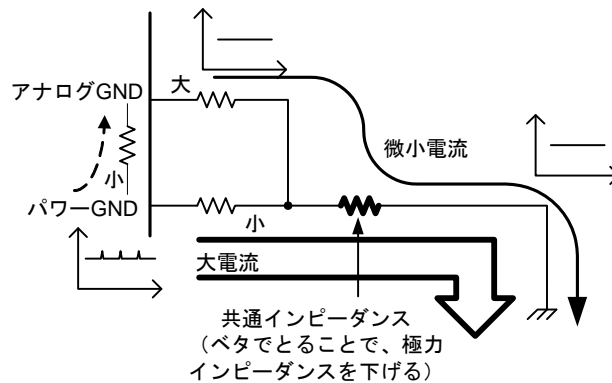 大
アナログGND
微小電流
小
パワーGND
小
大電流
共通インピーダンス
（ベタでとることで、極力
インピーダンスを下げる）